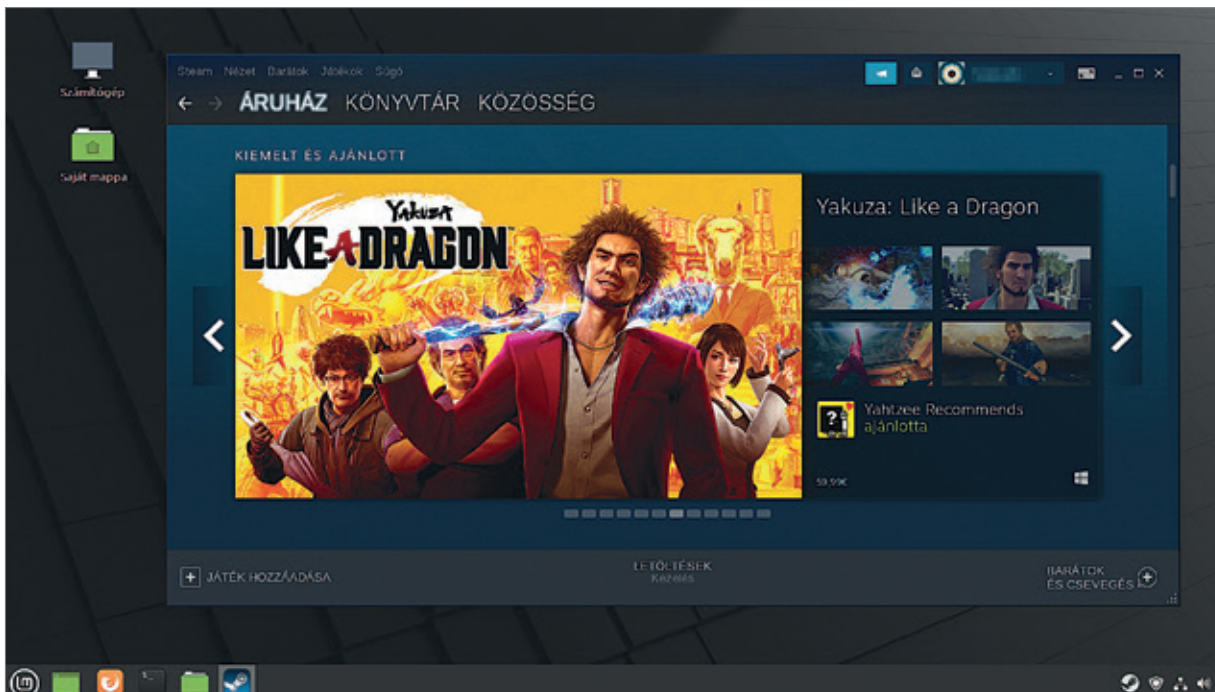 Számítógép
Saját mappa
Steam Nézet Barátok Játékok Súgó
ÁRUHÁZ KÖNYVTÁR KÖZÖSSÉG
KIEMELT ÉS AJÁNLOTT
Yakuza
LIKE A DRAGON
Yakuza: Like a Dragon
Yahtzee Recommends
ajánlotta
59,99€
JÁTÉK HOZZÁADÁSA
LETÖLTÉSEK
Kezelés
BARÁTOK
ÉS CSEVEGÉS